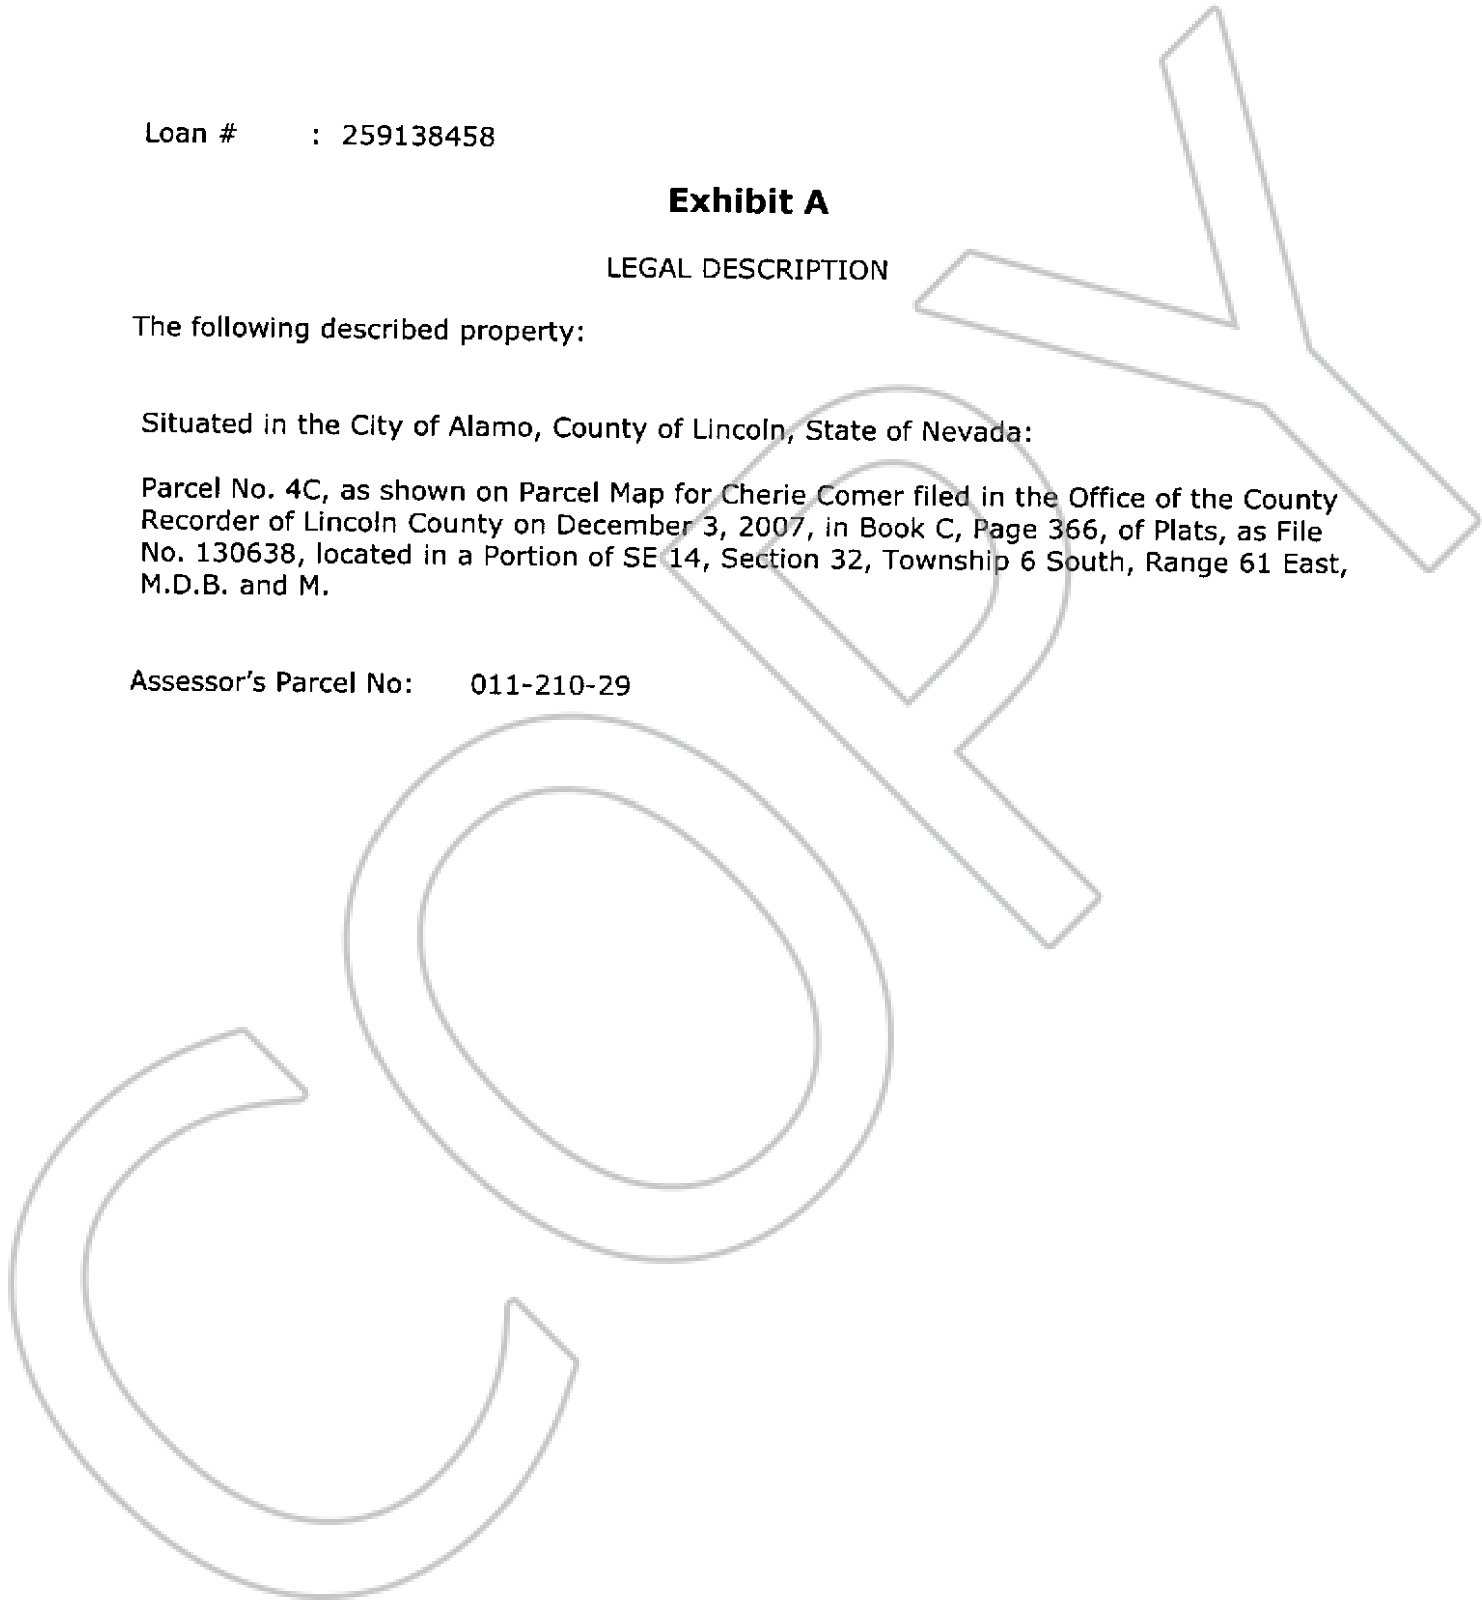 Loan # : 259138458
Exhibit A
LEGAL DESCRIPTION
The following described property:
Situated in the City of Alamo, County of Lincoln, State of Nevada:
Parcel No. 4C, as shown on Parcel Map for Cherie Comer filed in the Office of the County
Recorder of Lincoln County on December 3, 2007, in Book C, Page 366, of Plats, as File
No. 130638, located in a Portion of SE 14, Section 32, Township 6 South, Range 61 East,
M.D.B. and M.
Assessor's Parcel No: 011-210-29
COPY